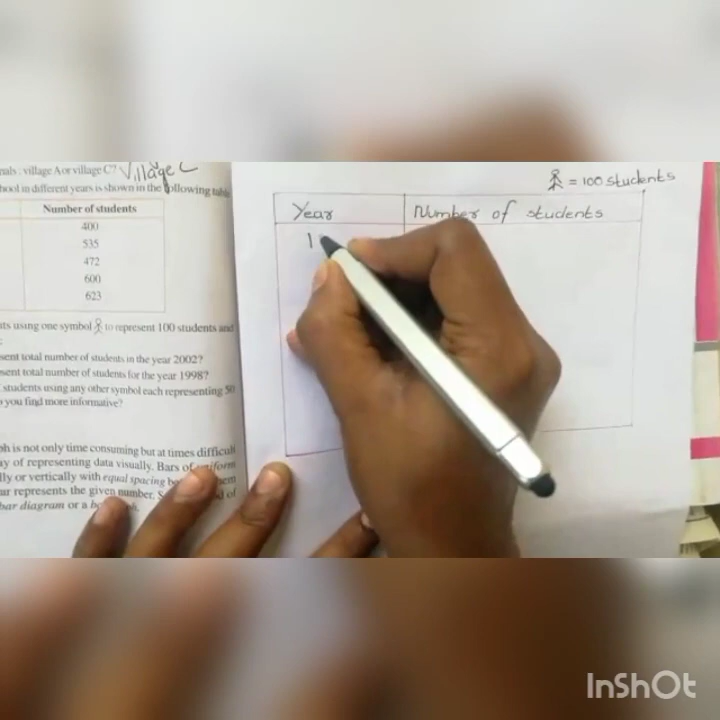 nals : village A or village C? Village C
hool in different years is shown in the following table
Number of students
400
535
472
600
623
nts using one symbol to represent 100 students and
:
sent total number of students in the year 2002?
sent total number of students for the year 1998?
students using any other symbol each representing 50
you find more informative?
ph is not only time consuming but at times difficult
ay of representing data visually. Bars of uniform
lly or vertically with equal spacing
ar represents the given number. of
bar diagram or a
= 100 students
Year Number of students
1
InShOt